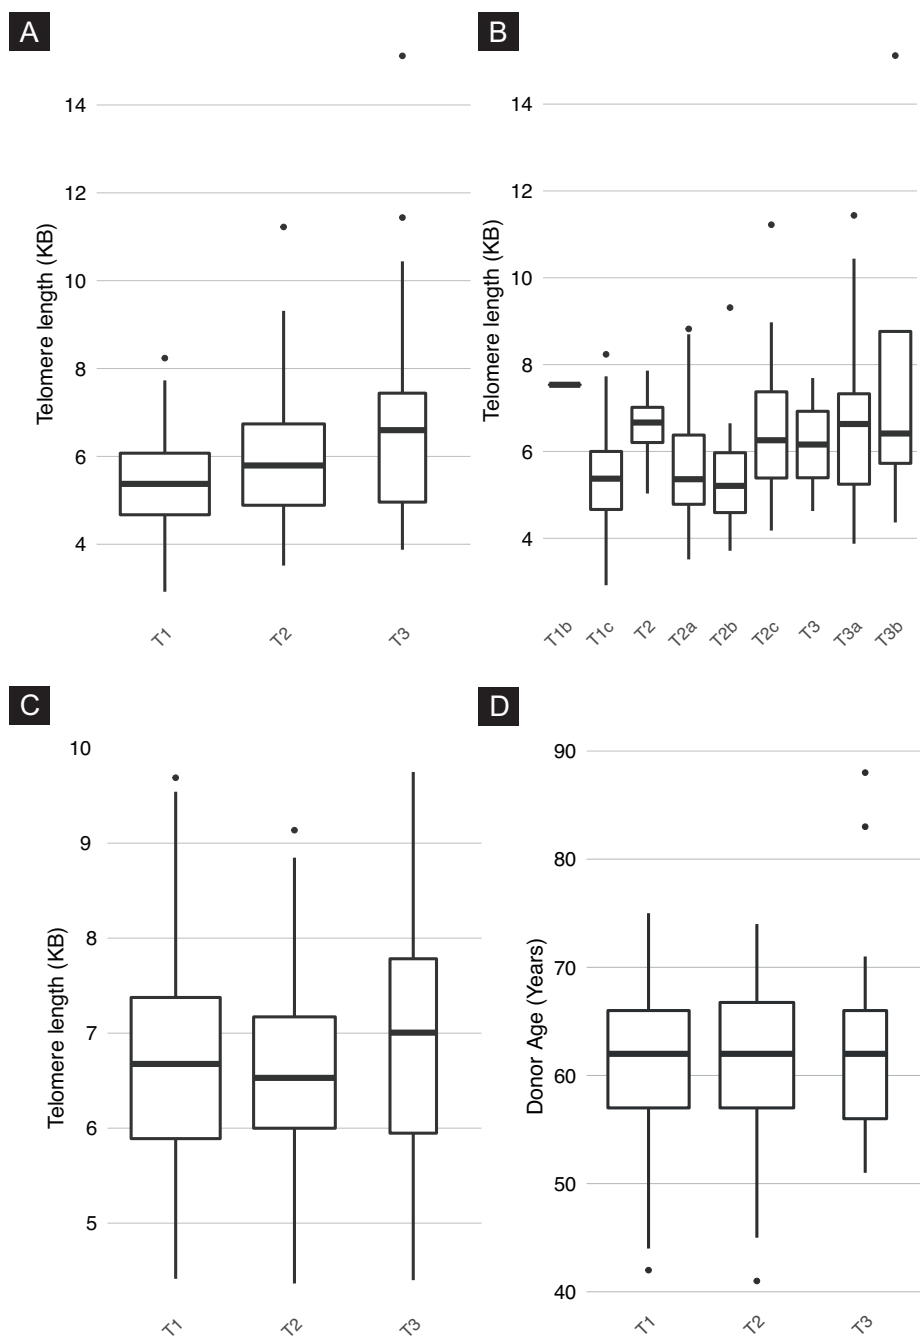 A
Telomere length (KB)
14
12
10
8
6
4
T1
T2
T3
B
Telomere length (KB)
14
12
10
8
6
4
T1b
T1c
T2
T2a
T2b
T2c
T3
T3a
T3b
C
Telomere length (KB)
10
9
8
7
6
5
T1
T2
T3
D
Donor Age (Years)
90
80
70
60
50
40
T1
T2
T3